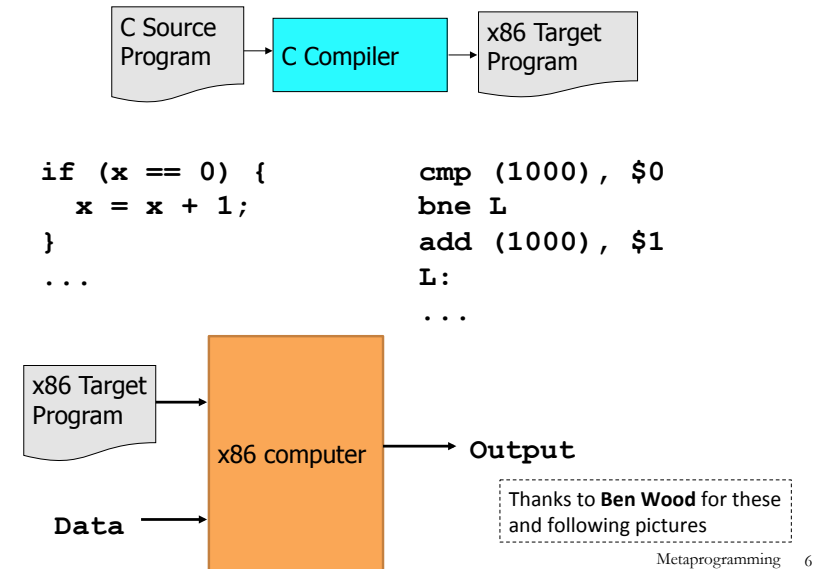 C Source
Program
C Compiler
x86 Target
Program
if (x == 0) {
  x = x + 1;
}
...
cmp (1000), $0
bne L
add (1000), $1
L:
...
x86 Target
Program
x86 computer
Output
Data
Thanks to Ben Wood for these
and following pictures
Metaprogramming 6